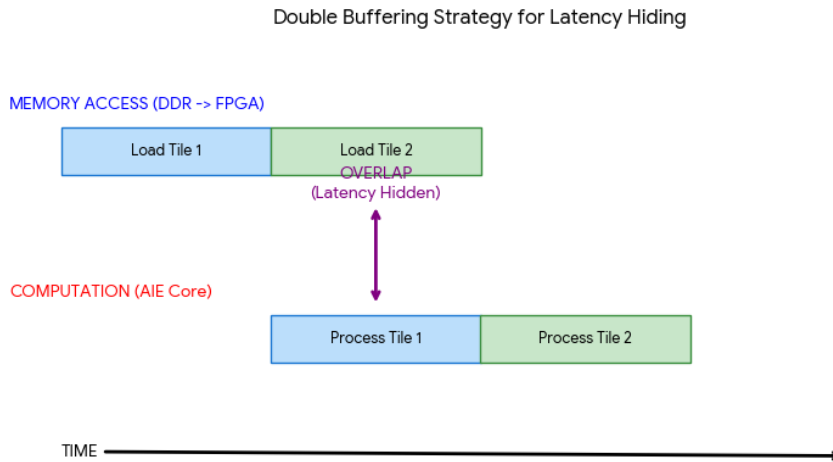 Double Buffering Strategy for Latency Hiding
MEMORY ACCESS (DDR -> FPGA)
Load Tile 1
Load Tile 2
OVERLAP
(Latency Hidden)
COMPUTATION (AIE Core)
Process Tile 1
Process Tile 2
TIME